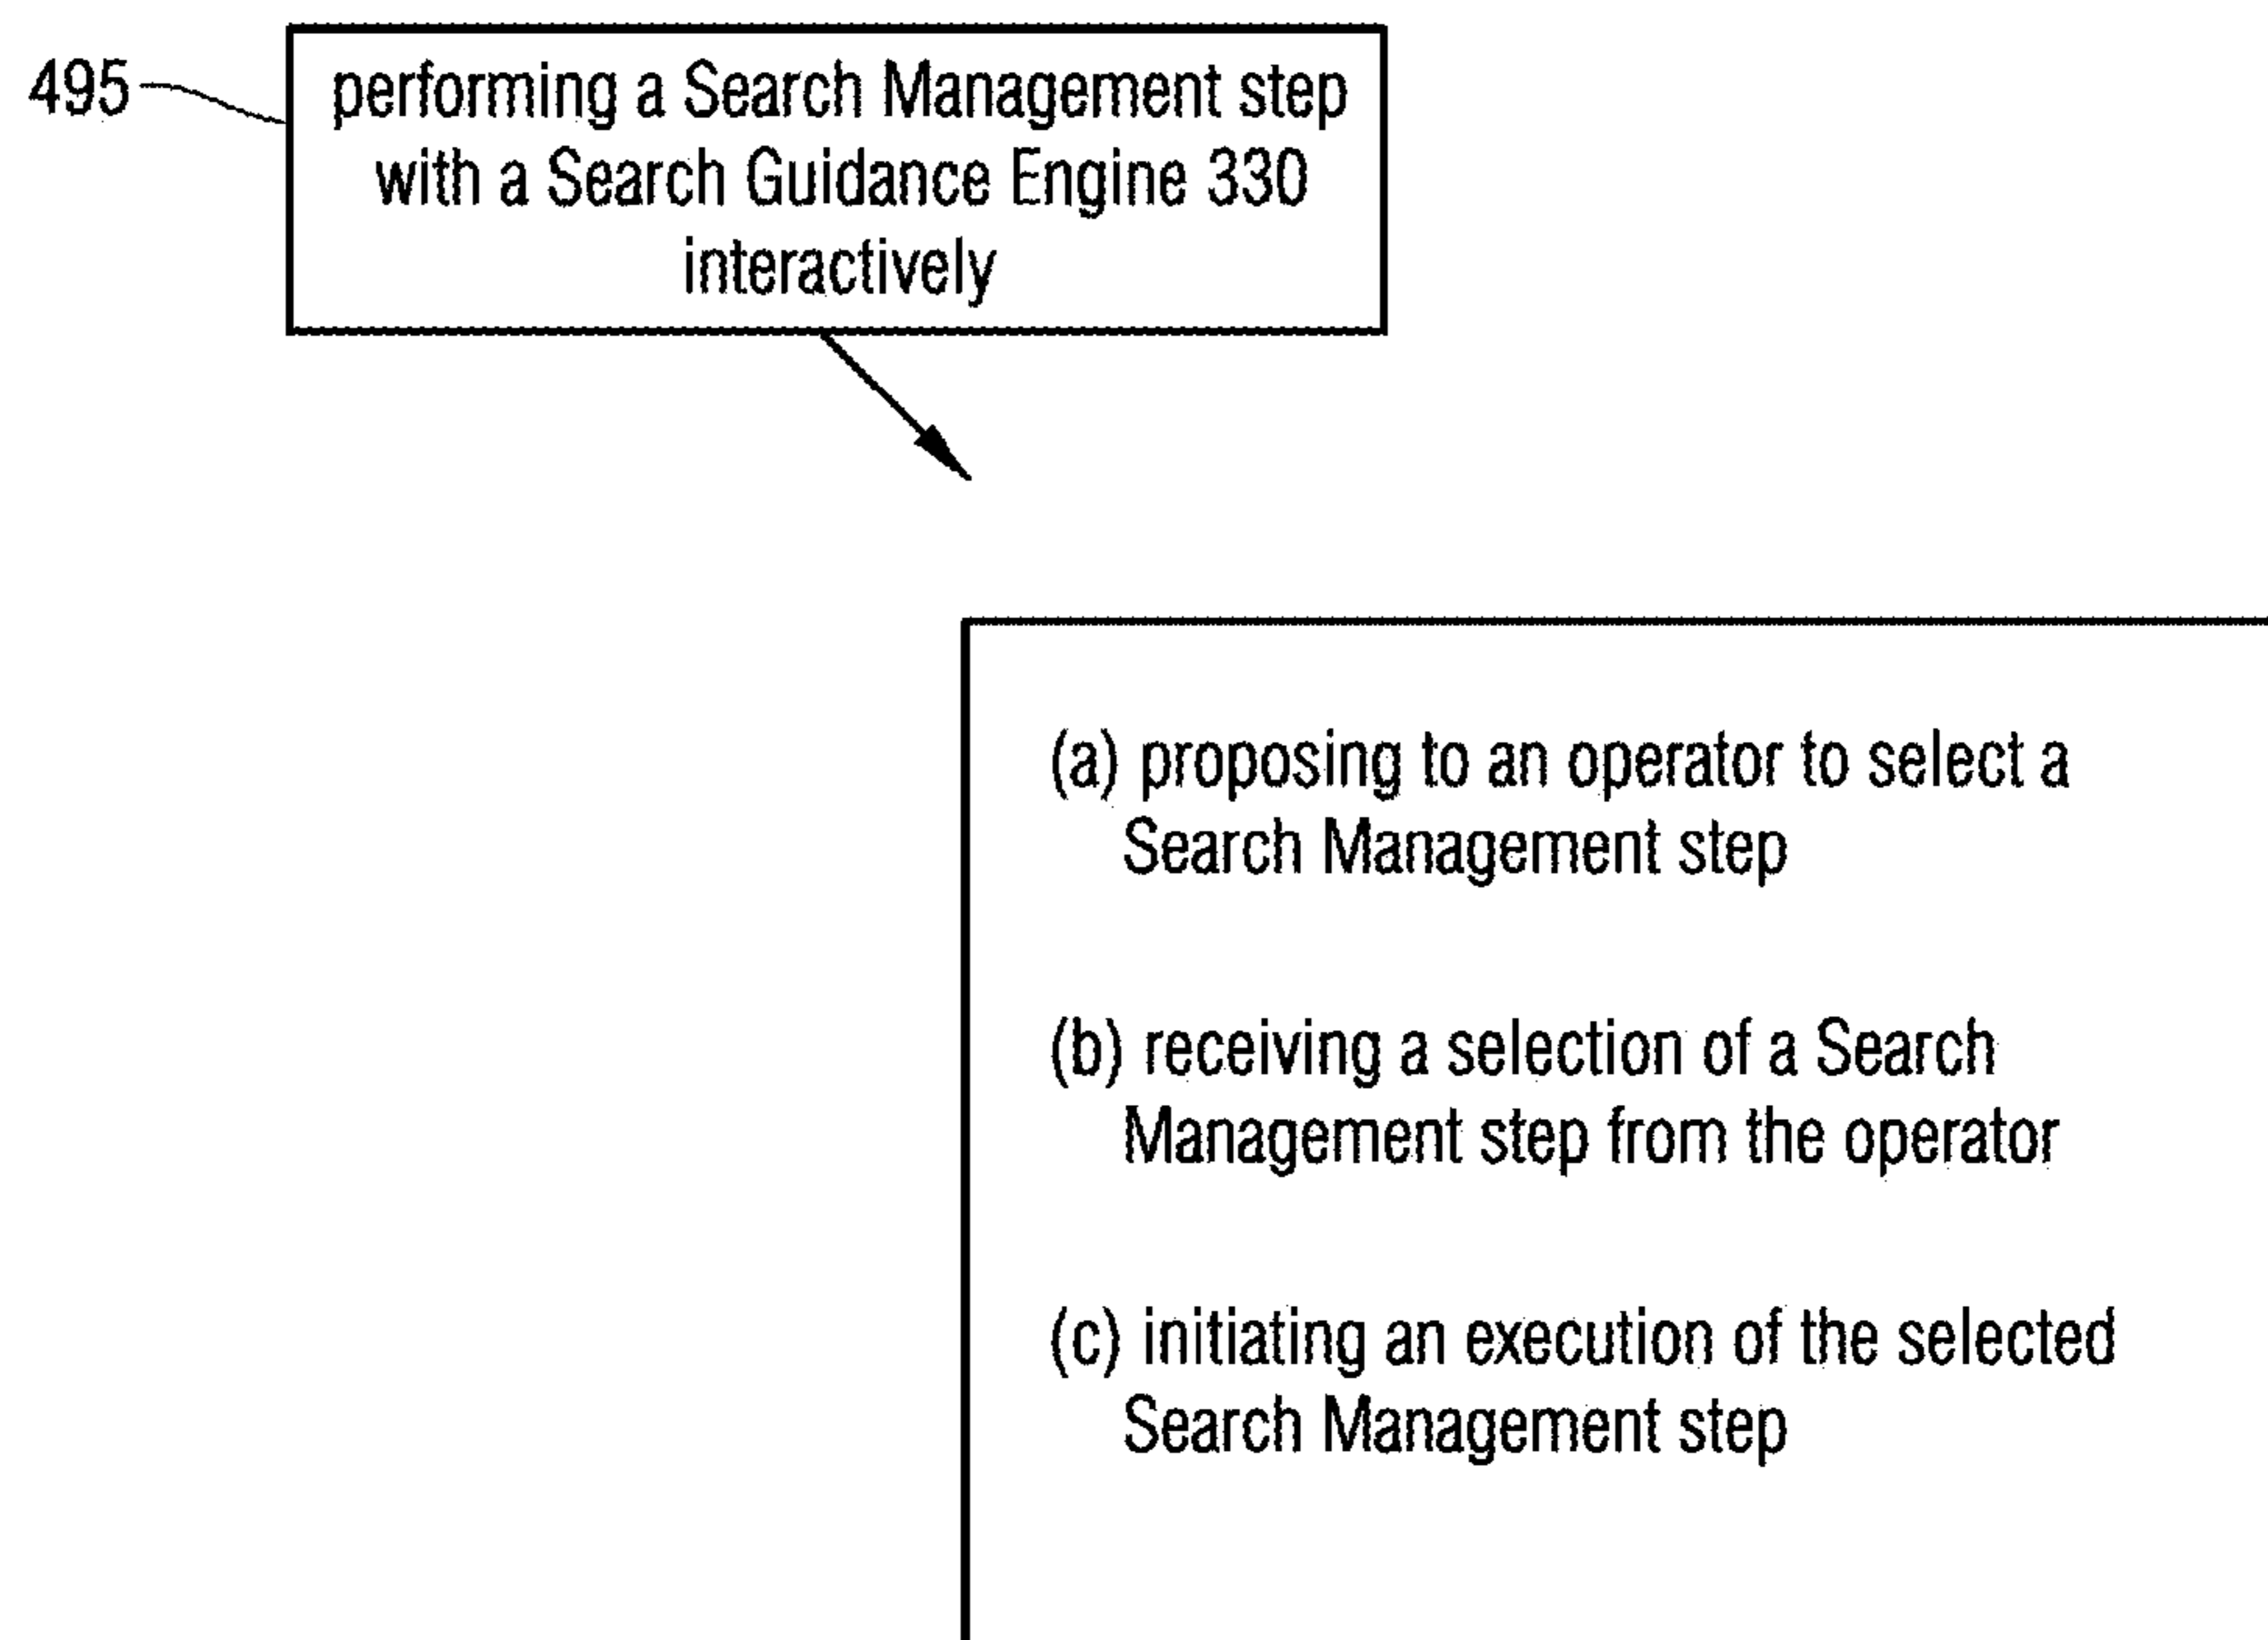 495
performing a Search Management step
with a Search Guidance Engine 330
interactively
(a) proposing to an operator to select a
Search Management step
(b) receiving a selection of a Search
Management step from the operator
(c) initiating an execution of the selected
Search Management step